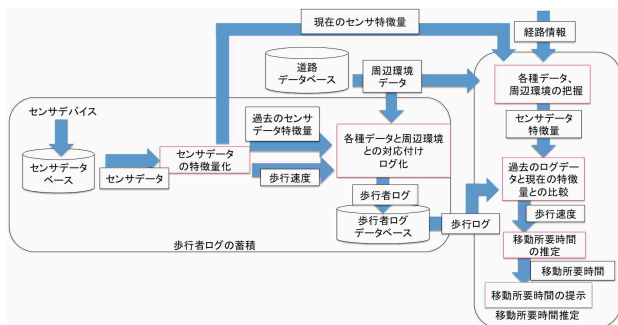 現在のセンサ特徴量
経路情報
道路
データベース
周辺環境
データ
各種データ、
周辺環境の把握
センサデバイス
過去のセンサ
データ特徴量
センサデータ
特徴量
各種データと周辺環境
との対応付け
ログ化
センサデータ
の特徴量化
センサデータ
ベース
センサデータ
歩行速度
過去のログデー
タと現在の特徴
量との比較
歩行者ログ
歩行者ログ
データベース
歩行ログ
歩行速度
歩行者ログの蓄積
移動所要時間
の推定
移動所要時間
移動所要時間の提示
移動所要時間推定